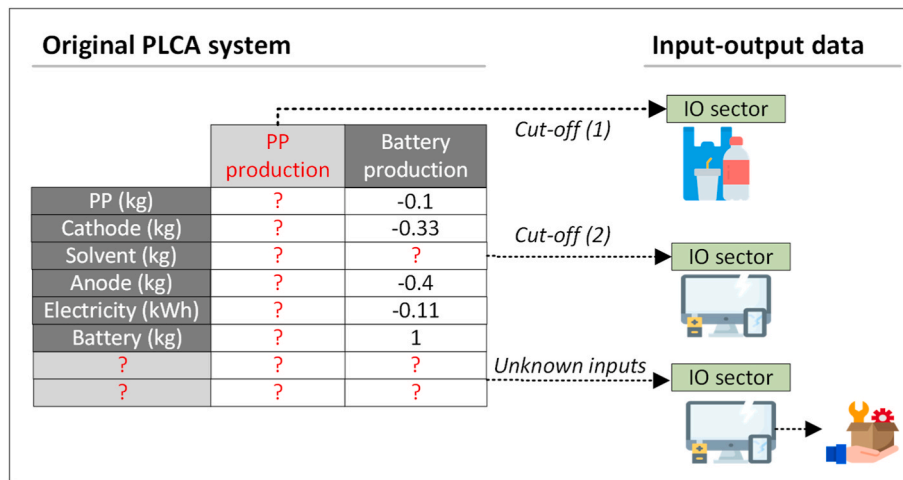 Original PLCA system
Input-output data
IO sector
Cut-off (1)
PP production
Battery production
PP (kg) ? -0.1
Cathode (kg) ? -0.33
Solvent (kg) ? ?
Anode (kg) ? -0.4
Electricity (kWh) ? -0.11
Battery (kg) ? 1
? ? ?
? ? ?
Cut-off (2)
IO sector
Unknown inputs
IO sector